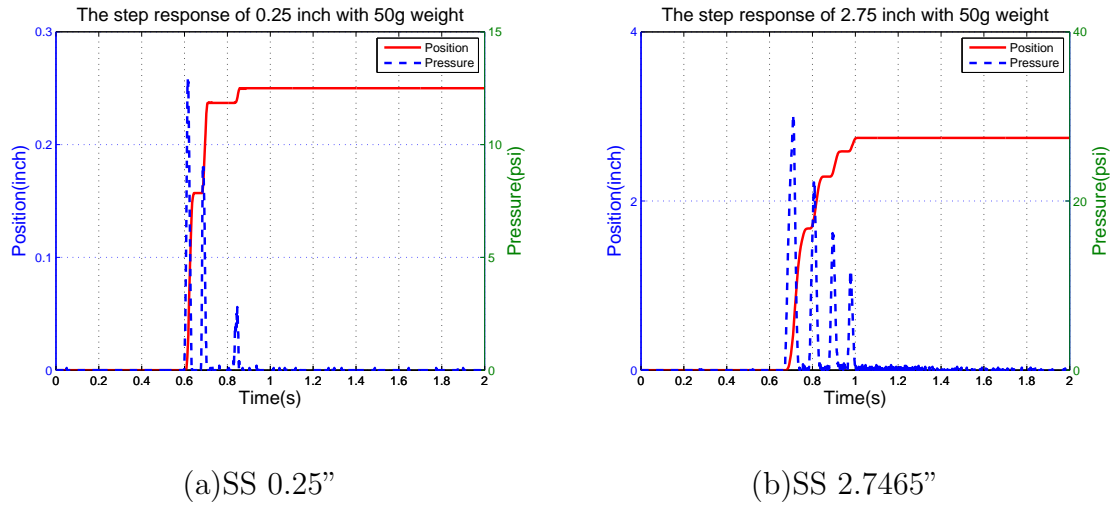 The step response of 0.25 inch with 50g weight
0.3
0.2
0.1
0
Position(inch)
15
10
5
0
Pressure(psi)
Position
Pressure
0 0.2 0.4 0.6 0.8 1 1.2 1.4 1.6 1.8 2
Time(s)
(a)SS 0.25”
The step response of 2.75 inch with 50g weight
4
2
0
Position(inch)
40
20
0
Pressure(psi)
Position
Pressure
0 0.2 0.4 0.6 0.8 1 1.2 1.4 1.6 1.8 2
Time(s)
(b)SS 2.7465”